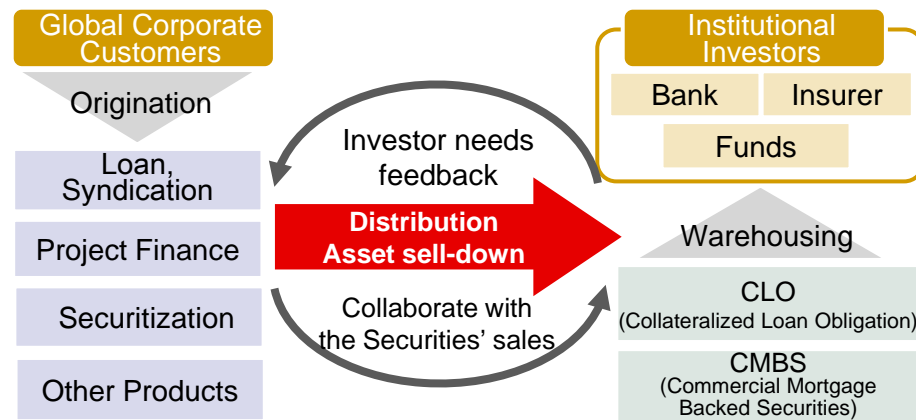 Global Corporate
Customers
Origination
Loan,
Syndication
Project Finance
Securitization
Other Products
Investor needs
feedback
Distribution
Asset sell-down
Collaborate with
the Securities’ sales
Institutional
Investors
Bank
Insurer
Funds
Warehousing
CLO
(Collateralized Loan Obligation)
CMBS
(Commercial Mortgage
Backed Securities)